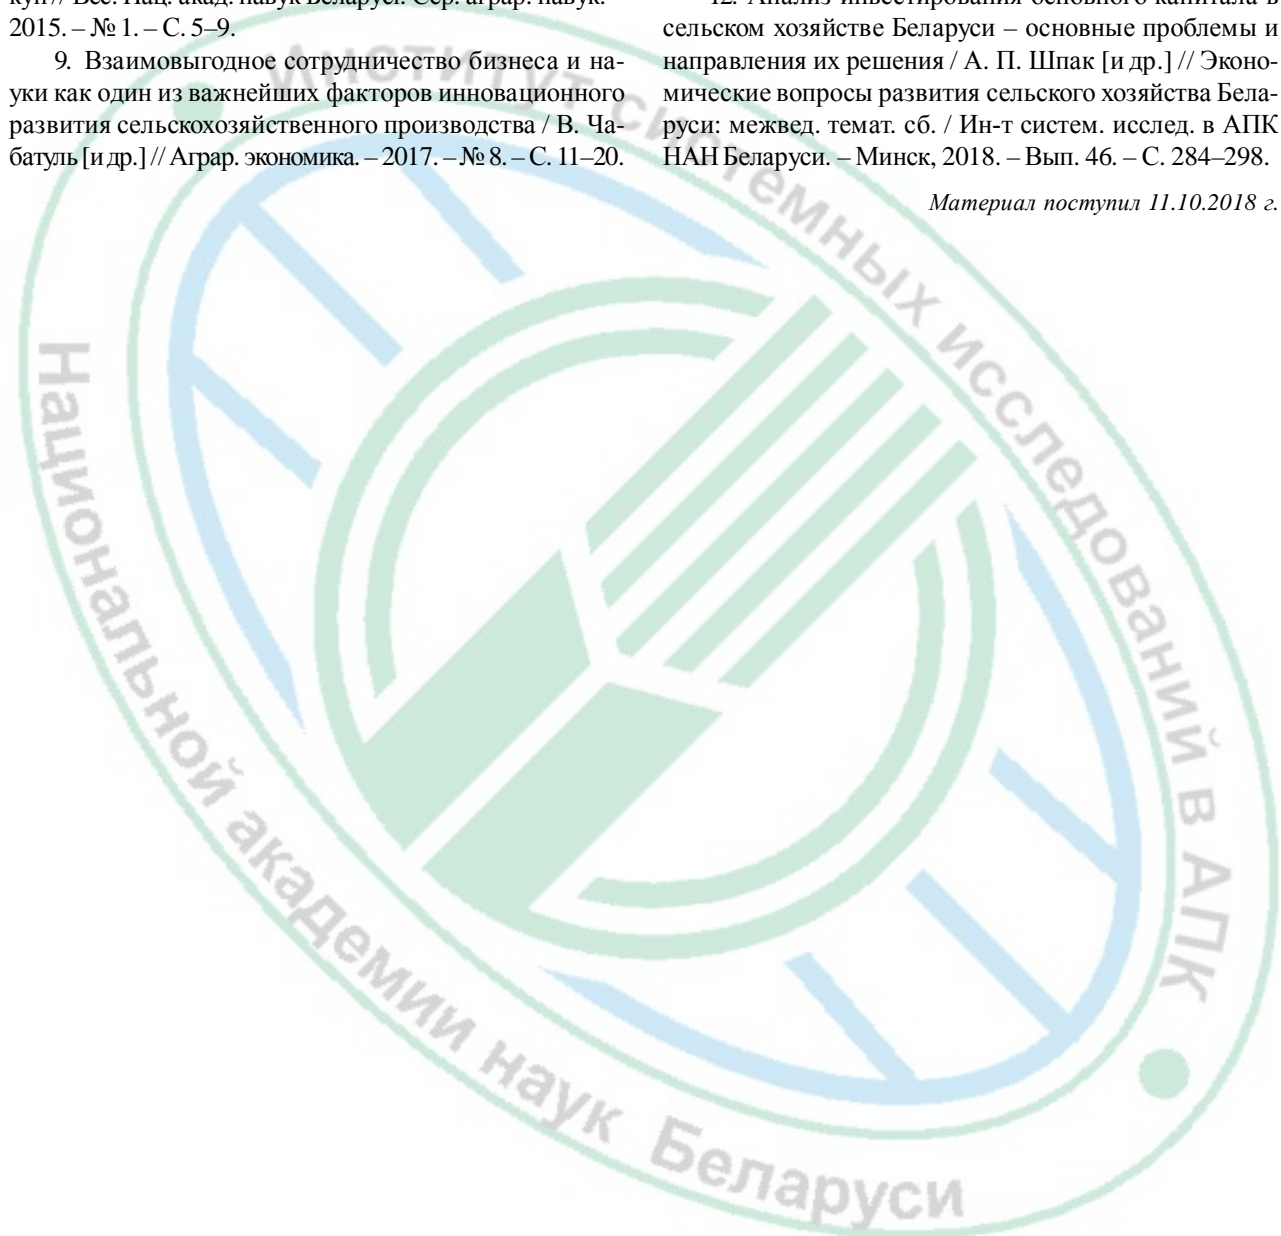 2015. – № 1. – С. 5–9.
9. Взаимовыгодное сотрудничество бизнеса и на-
уки как один из важнейших факторов инновационного
развития сельскохозяйственного производства / В. Ча-
батуль [и др.] // Аграр. экономика. – 2017. – № 8. – С. 11–20.
сельском хозяйстве Беларуси – основные проблемы и
направления их решения / А. П. Шпак [и др.] // Эконо-
мические вопросы развития сельского хозяйства Бела-
руси: межвед. темат. сб. / Ин-т систем. исслед. в АПК
НАН Беларуси. – Минск, 2018. – Вып. 46. – С. 284–298.
Материал поступил 11.10.2018 г.
Институт системных исследований в АПК
Национальной академии наук Беларуси